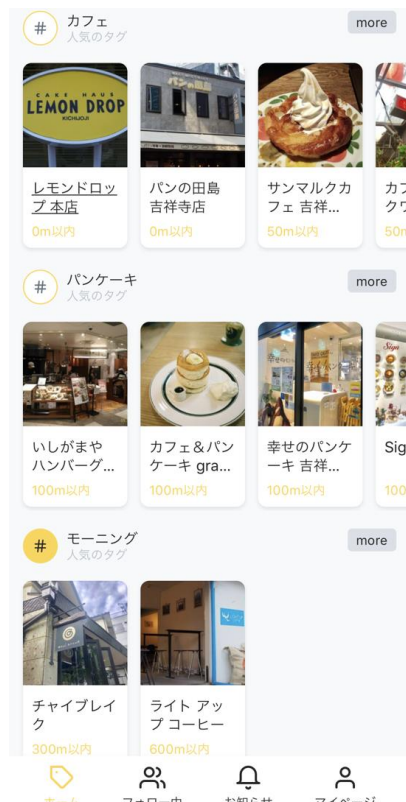 #
カフェ
人気のタグ
more
CAKE HAUS
LEMON DROP
KICHIJOJI
パンの田島
レモンドロッ
プ 本店
0m以内
パンの田島
吉祥寺店
0m以内
サンマルクカ
フェ 吉祥...
50m以内
#
パンケーキ
人気のタグ
more
いしがまや
ハンバーグ...
100m以内
カフェ&パン
ケーキ gra...
100m以内
幸せのパンケ
ーキ 吉祥...
100m以内
Sig
100
#
モーニング
人気のタグ
more
チャイブレイ
ク
300m以内
ライト アッ
プ コーヒー
600m以内